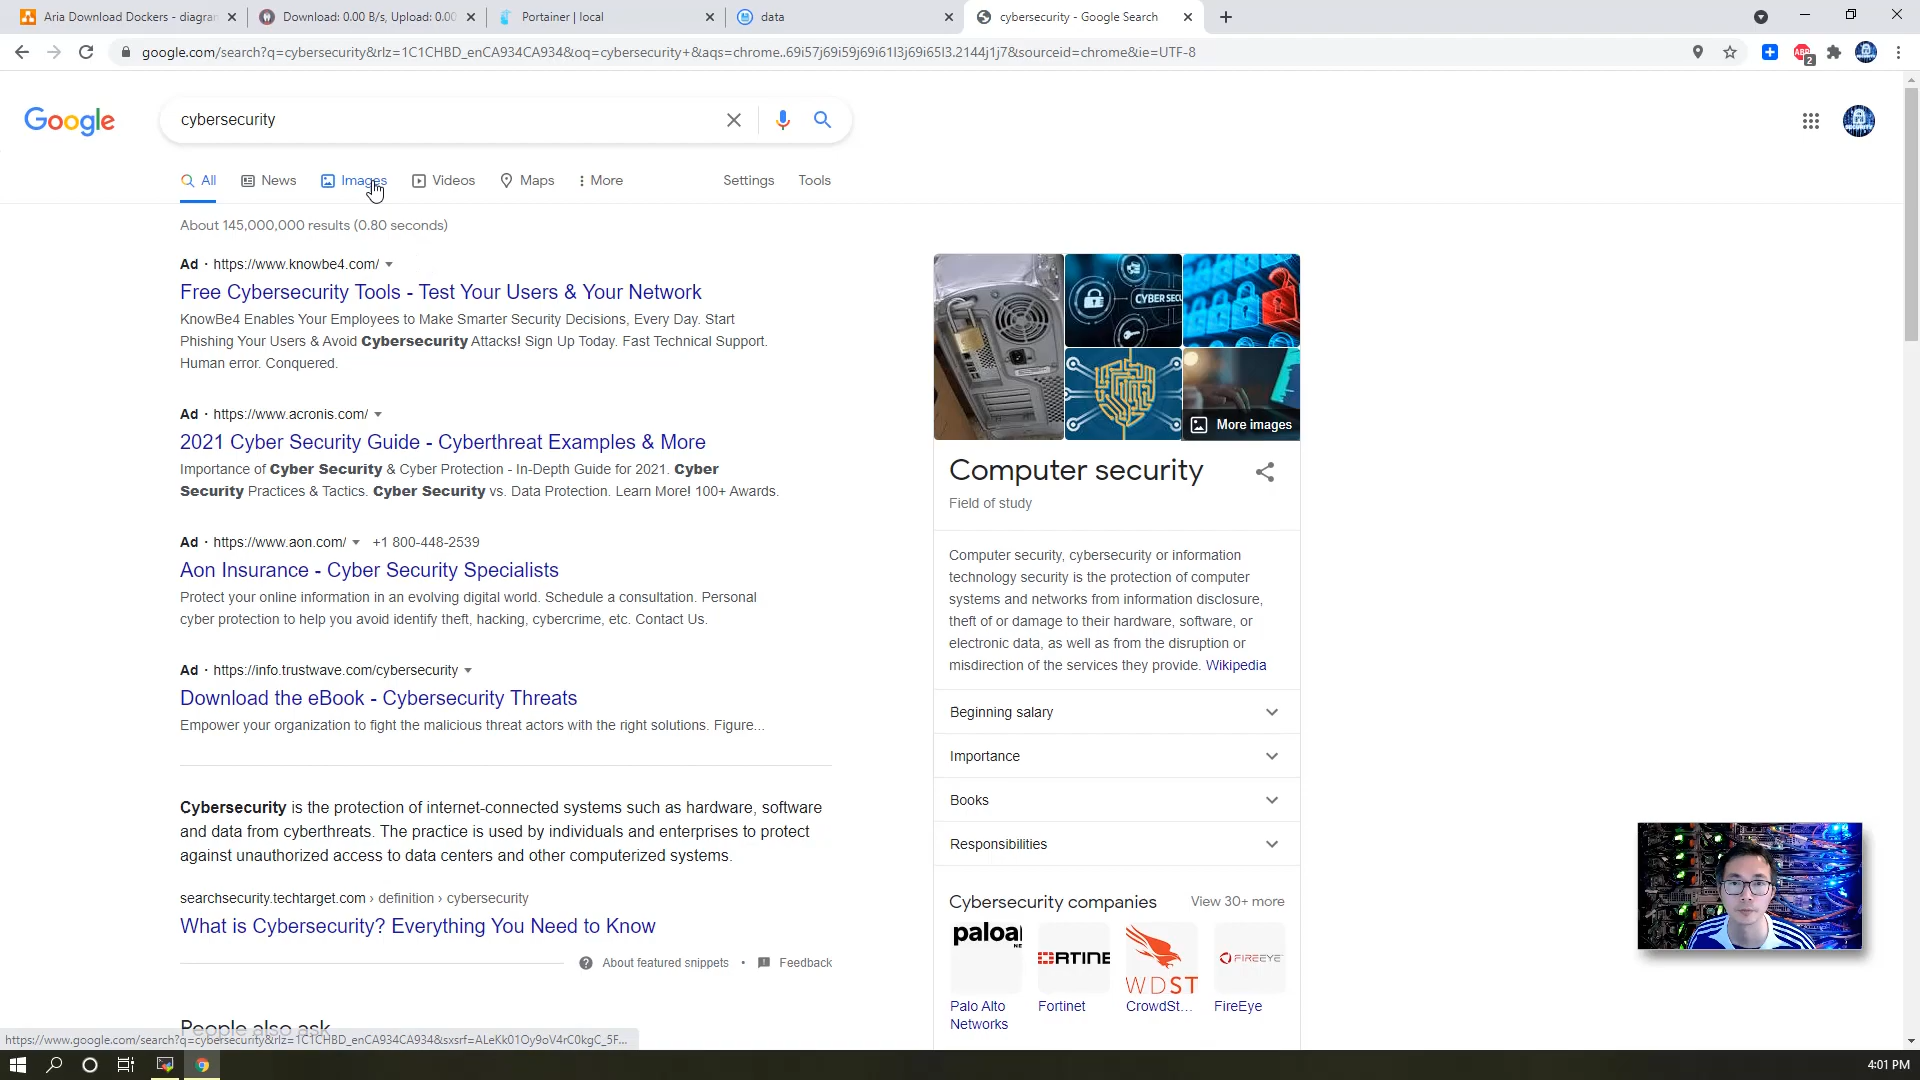 Aria Download Dockers - diagran
Download: 0.00 B/s, Upload: 0.00
Portainer | local
data
cybersecurity - Google Search
google.com/search?q=cybersecurity&rlz=1C1CHBD_enCA934CA934&oq=cybersecurity+&aqs=chrome..69i57j69i59j69i61l3j69i65l3.2144j1j7&sourceid=chrome&ie=UTF-8
ABP
2
Google
cybersecurity
All
News
Images
Videos
Maps
More
Settings
Tools
About 145,000,000 results (0.80 seconds)
Ad · https://www.knowbe4.com/
Free Cybersecurity Tools - Test Your Users & Your Network
KnowBe4 Enables Your Employees to Make Smarter Security Decisions, Every Day. Start
Phishing Your Users & Avoid Cybersecurity Attacks! Sign Up Today. Fast Technical Support.
Human error. Conquered.
Ad · https://www.acronis.com/
2021 Cyber Security Guide - Cyberthreat Examples & More
Importance of Cyber Security & Cyber Protection - In-Depth Guide for 2021. Cyber
Security Practices & Tactics. Cyber Security vs. Data Protection. Learn More! 100+ Awards.
Ad · https://www.aon.com/ +1 800-448-2539
Aon Insurance - Cyber Security Specialists
Protect your online information in an evolving digital world. Schedule a consultation. Personal
cyber protection to help you avoid identify theft, hacking, cybercrime, etc. Contact Us.
Ad · https://info.trustwave.com/cybersecurity
Download the eBook - Cybersecurity Threats
Empower your organization to fight the malicious threat actors with the right solutions. Figure...
Cybersecurity is the protection of internet-connected systems such as hardware, software
and data from cyberthreats. The practice is used by individuals and enterprises to protect
against unauthorized access to data centers and other computerized systems.
searchsecurity.techtarget.com › definition › cybersecurity
What is Cybersecurity? Everything You Need to Know
About featured snippets • Feedback
People also ask
https://www.google.com/search?q=cybersecurity&rlz=1C1CHBD_enCA934CA934&sxsrf=ALeKk01Oy9oV4rC0kgC_5F...
CYBER SEC
More images
Computer security
Field of study
Computer security, cybersecurity or information
technology security is the protection of computer
systems and networks from information disclosure,
theft of or damage to their hardware, software, or
electronic data, as well as from the disruption or
misdirection of the services they provide. Wikipedia
Beginning salary
Importance
Books
Responsibilities
Cybersecurity companies
View 30+ more
paloal
NE
FORTINE
WDST
FIREEYE
Palo Alto
Networks
Fortinet
CrowdSt...
FireEye
4:01 PM